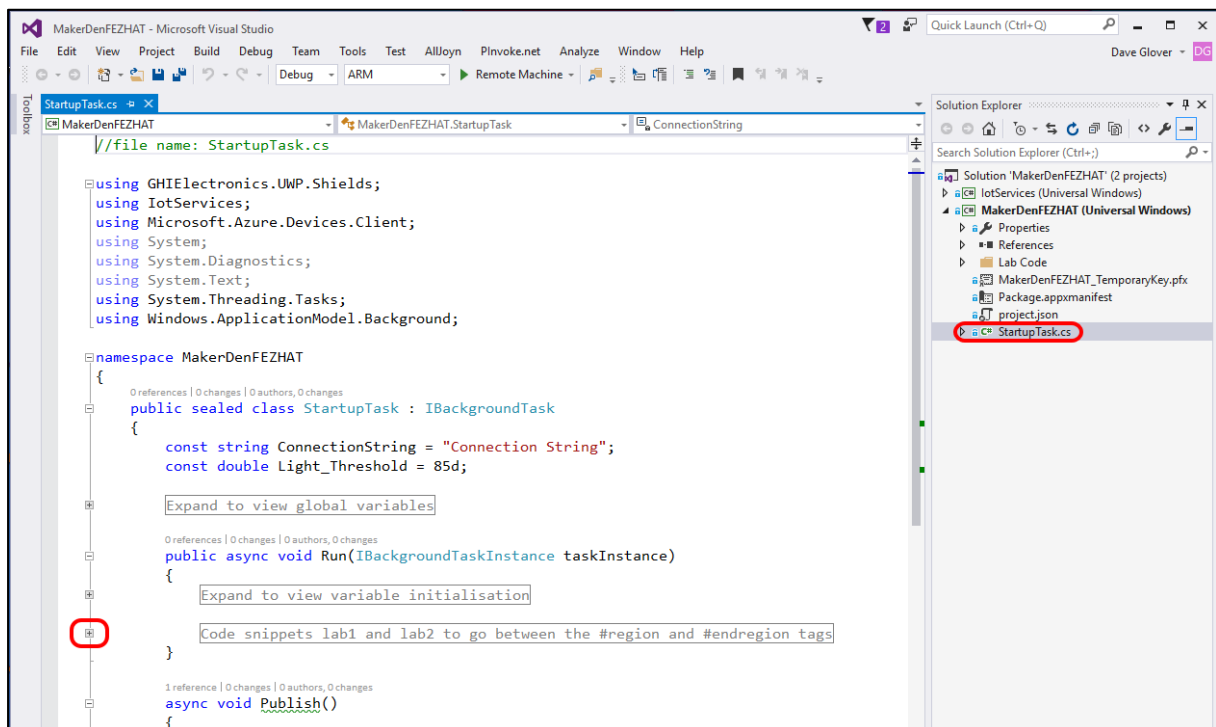 MakerDenFEZHAT - Microsoft Visual Studio
2
Quick Launch (Ctrl+Q)
File Edit View Project Build Debug Team Tools Test AllJoyn PInvoke.net Analyze Window Help
Dave Glover
DG
Debug ARM Remote Machine
Toolbox
StartupTask.cs
C# MakerDenFEZHAT
MakerDenFEZHAT.StartupTask
ConnectionString
//file name: StartupTask.cs
using GHIElectronics.UWP.Shields;
using IotServices;
using Microsoft.Azure.Devices.Client;
using System;
using System.Diagnostics;
using System.Text;
using System.Threading.Tasks;
using Windows.ApplicationModel.Background;
namespace MakerDenFEZHAT
{
0 references | 0 changes | 0 authors, 0 changes
public sealed class StartupTask : IBackgroundTask
{
const string ConnectionString = "Connection String";
const double Light_Threshold = 85d;
Expand to view global variables
0 references | 0 changes | 0 authors, 0 changes
public async void Run(IBackgroundTaskInstance taskInstance)
{
Expand to view variable initialisation
Code snippets lab1 and lab2 to go between the #region and #endregion tags
}
1 reference | 0 changes | 0 authors, 0 changes
async void Publish()
{
Solution Explorer
Search Solution Explorer (Ctrl+;)
Solution 'MakerDenFEZHAT' (2 projects)
C# IotServices (Universal Windows)
C# MakerDenFEZHAT (Universal Windows)
Properties
References
Lab Code
MakerDenFEZHAT_TemporaryKey.pfx
Package.appxmanifest
project.json
C# StartupTask.cs